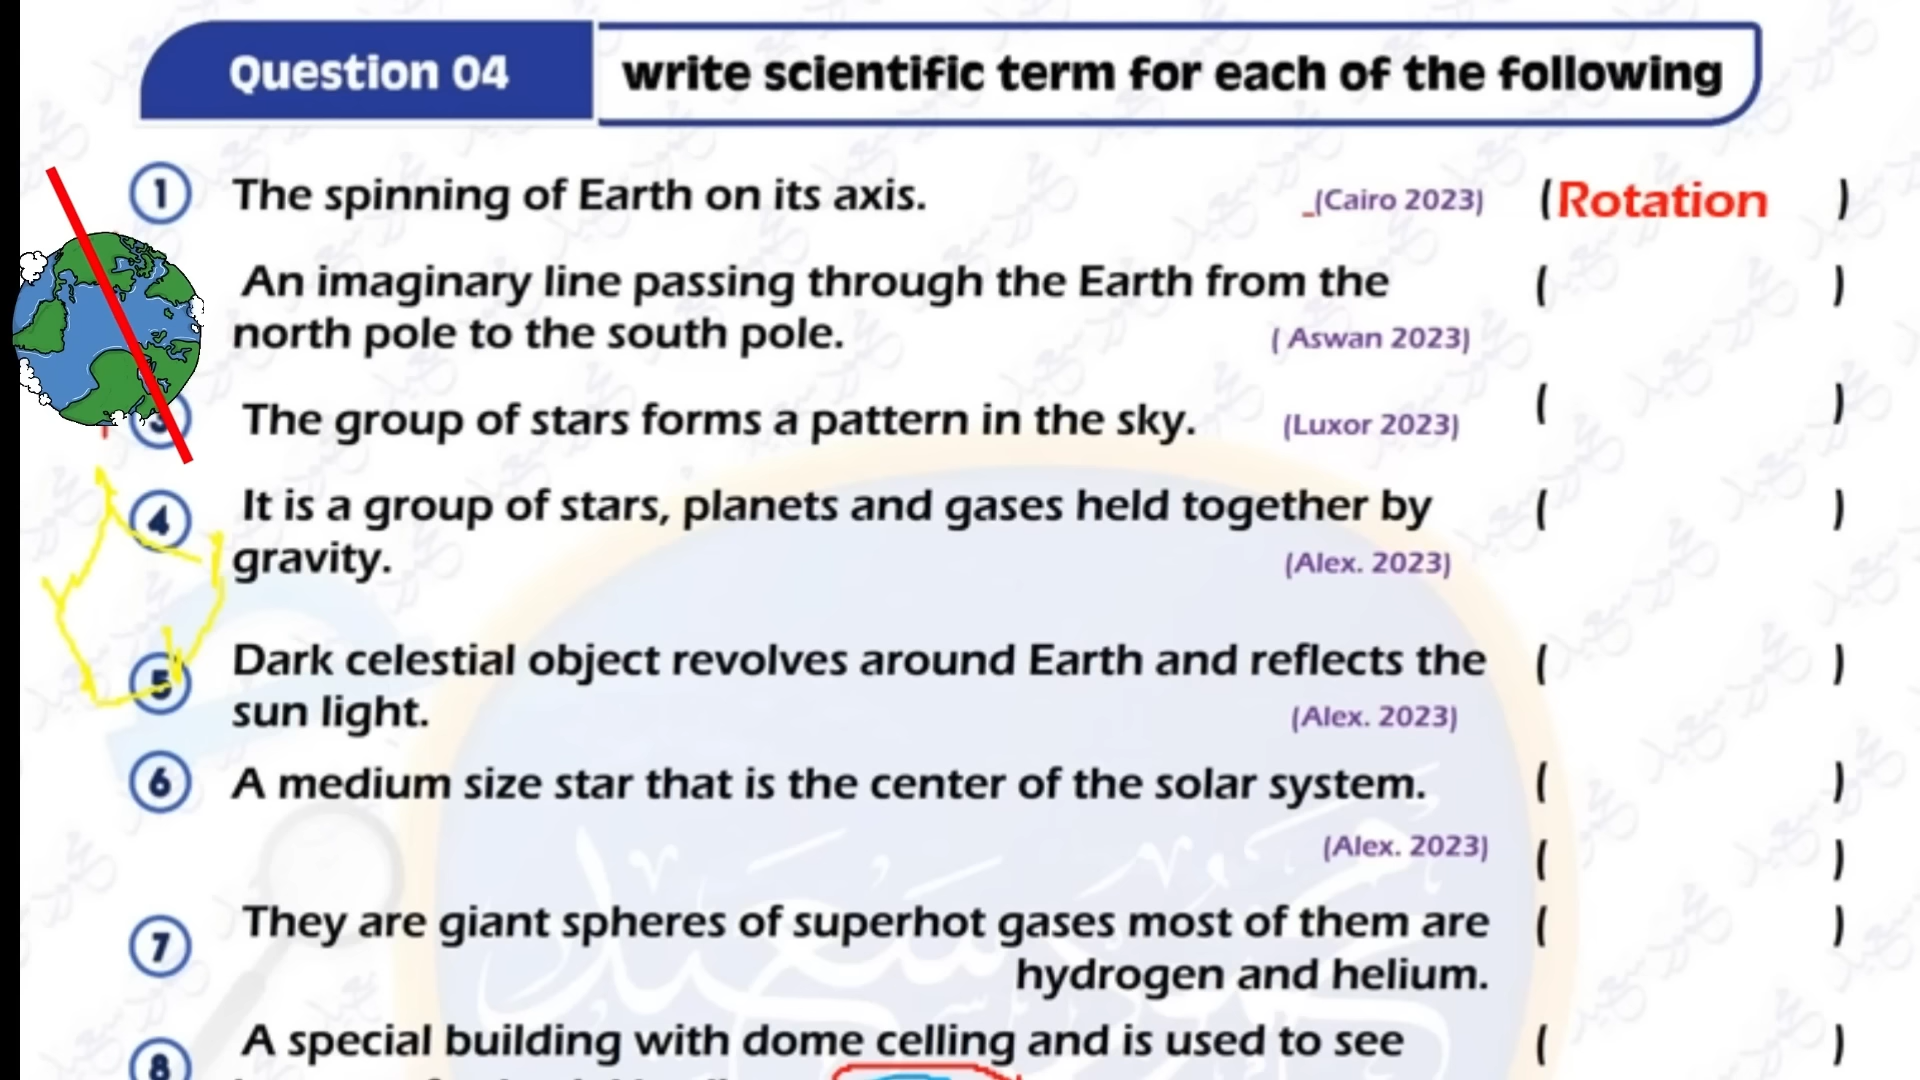 Question 04 write scientific term for each of the following
1 The spinning of Earth on its axis. _(Cairo 2023) (Rotation )
An imaginary line passing through the Earth from the ( )
north pole to the south pole. ( Aswan 2023)
3 The group of stars forms a pattern in the sky. (Luxor 2023) ( )
4 It is a group of stars, planets and gases held together by ( )
gravity. (Alex. 2023)
5 Dark celestial object revolves around Earth and reflects the ( )
sun light. (Alex. 2023)
6 A medium size star that is the center of the solar system. ( )
(Alex. 2023) ( )
7 They are giant spheres of superhot gases most of them are ( )
hydrogen and helium.
8 A special building with dome celling and is used to see ( )